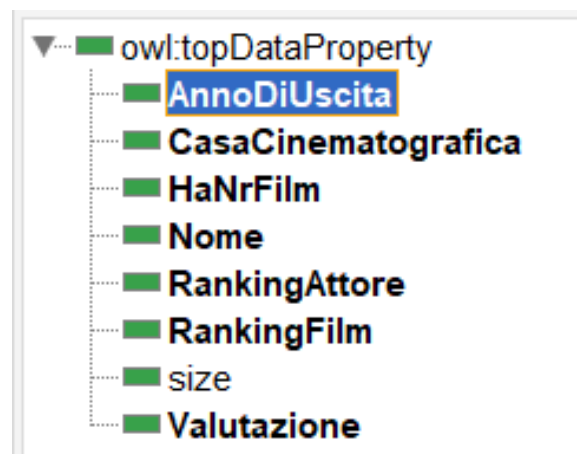 owl:topDataProperty
AnnoDiUscita
CasaCinematografica
HaNrFilm
Nome
RankingAttore
RankingFilm
size
Valutazione